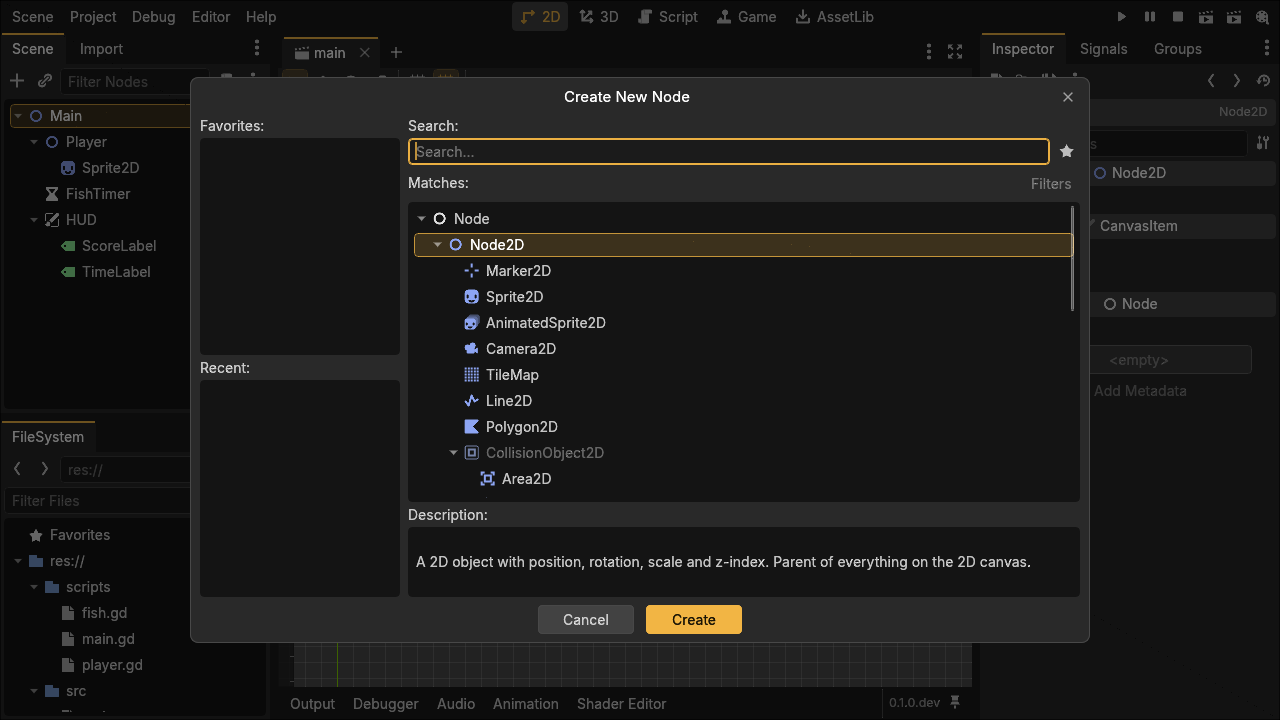 Scene Project Debug Editor Help
2D 3D Script Game AssetLib
Scene Import
main
Inspector Signals Groups
Filter Nodes
Main
Player
Sprite2D
FishTimer
HUD
ScoreLabel
TimeLabel
FileSystem
res://
Filter Files
Favorites
res://
scripts
fish.gd
main.gd
player.gd
src
Create New Node
Favorites:
Recent:
Search:
Search...
Matches:
Filters
Node
Node2D
Marker2D
Sprite2D
AnimatedSprite2D
Camera2D
TileMap
Line2D
Polygon2D
CollisionObject2D
Area2D
Description:
A 2D object with position, rotation, scale and z-index. Parent of everything on the 2D canvas.
Cancel Create
Node2D
Node2D
CanvasItem
Node
<empty>
Add Metadata
Output Debugger Audio Animation Shader Editor
0.1.0.dev